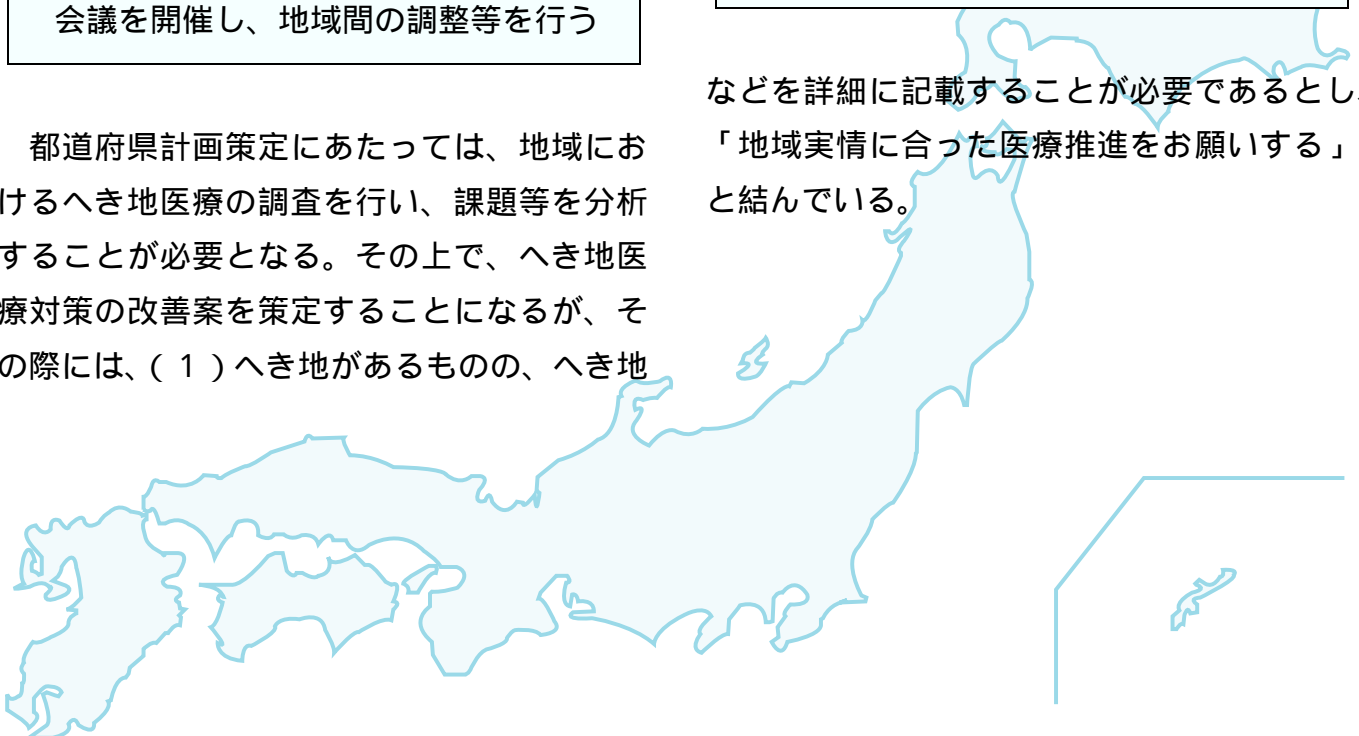 会議を開催し、地域間の調整等を行う
都道府県計画策定にあたっては、地域にお
けるへき地医療の調査を行い、課題等を分析
することが必要となる。その上で、へき地医
療対策の改善案を策定することになるが、そ
の際には、(1)へき地があるものの、へき地
などを詳細に記載することが必要であるとし、
「地域実情に合った医療推進をお願いする」
と結んでいる。